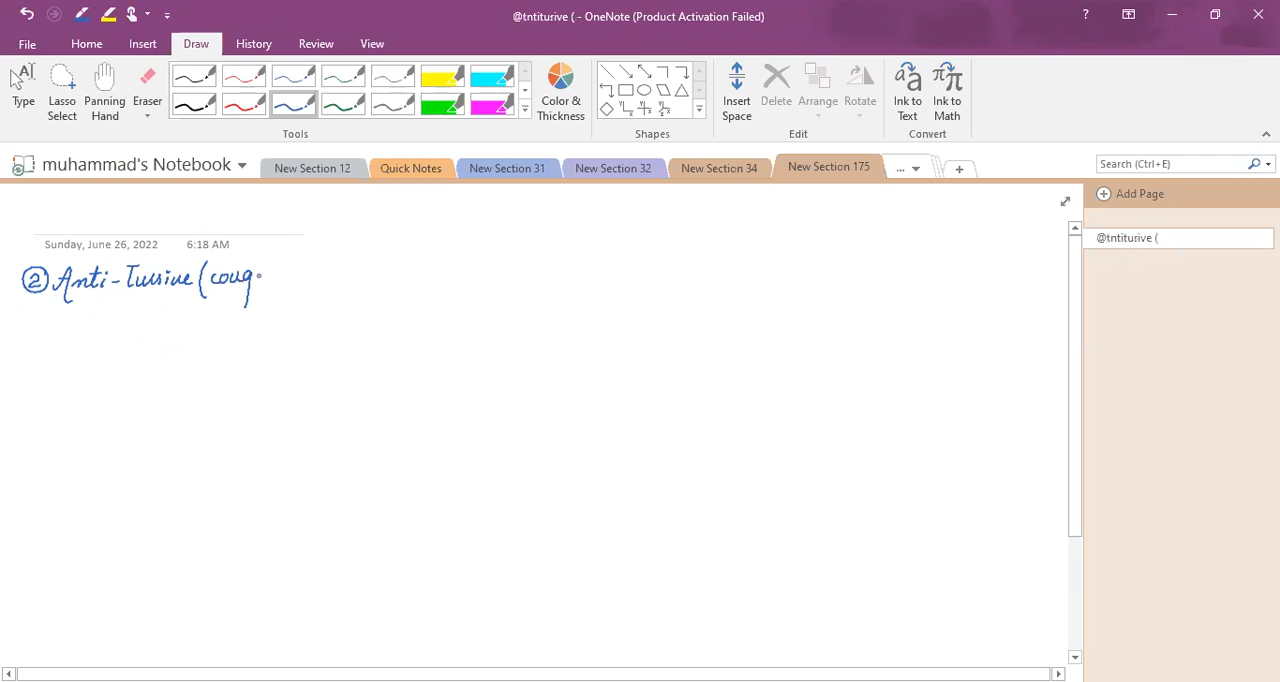 @tntiturive ( - OneNote (Product Activation Failed)
?
File Home Insert Draw History Review View
Type
Lasso Select
Panning Hand
Eraser
Color & Thickness
Insert Space
Delete
Arrange
Rotate
Ink to Text
Ink to Math
Tools Shapes Edit Convert
muhammad's Notebook New Section 12 Quick Notes New Section 31 New Section 32 New Section 34 New Section 175 ... +
Search (Ctrl+E)
Add Page
@tntiturive (
Sunday, June 26, 2022 6:18 AM
② Anti-Tussive (coug